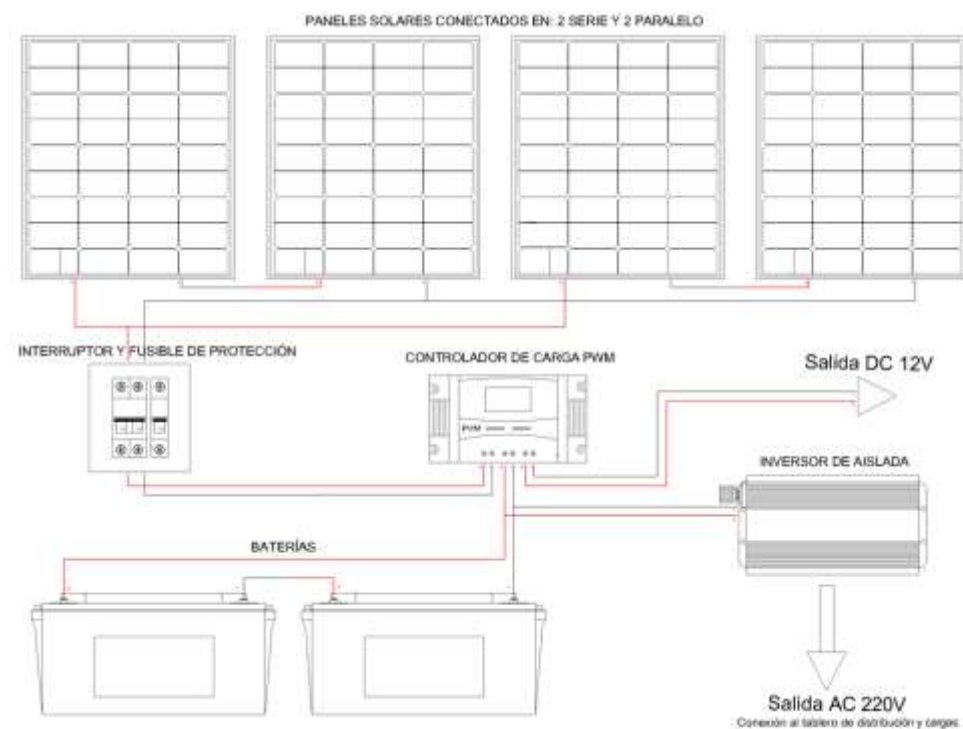 PANELES SOLARES CONECTADOS EN: 2 SERIE Y 2 PARALELO
INTERRUPTOR Y FUSIBLE DE PROTECCIÓN
CONTROLADOR DE CARGA PWM
Salida DC 12V
PWM
INVERSOR DE AISLADA
BATERÍAS
Salida AC 220V
Conexión al tablero de distribución y cargas